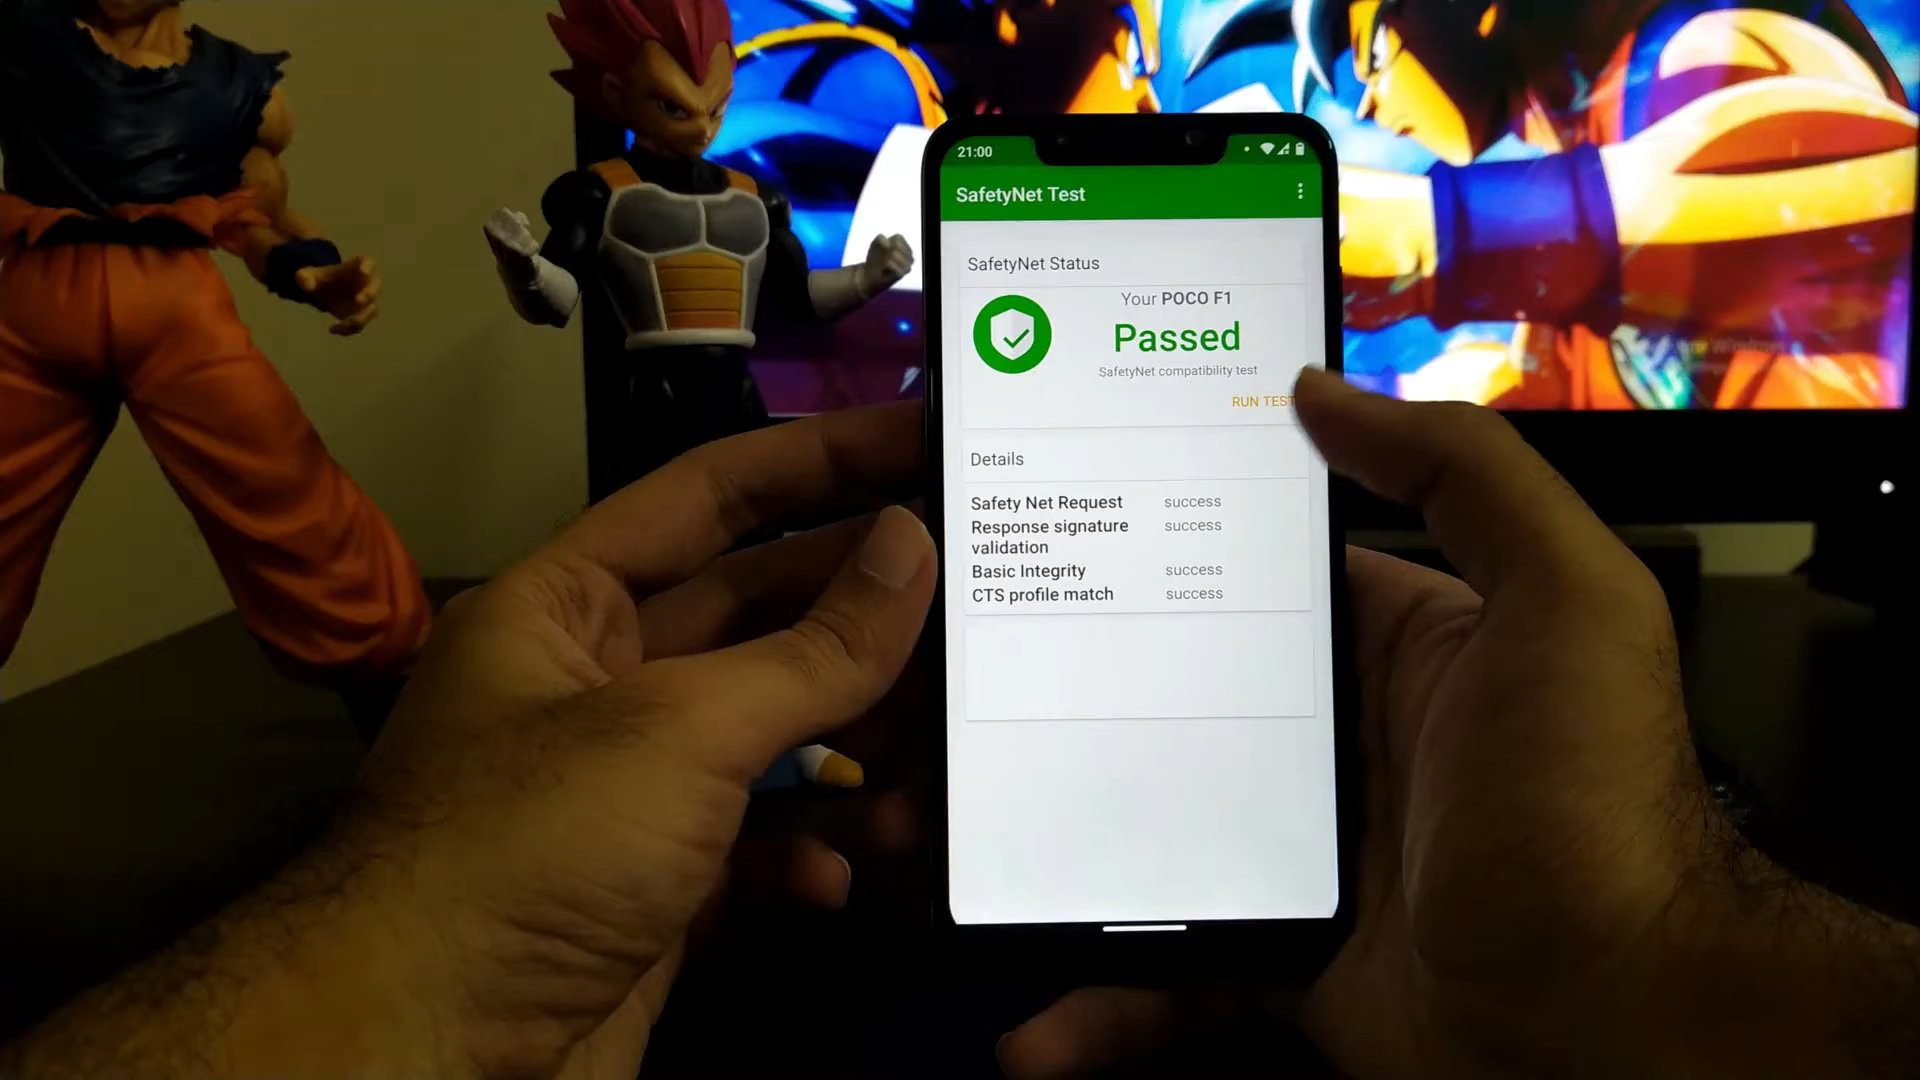 21:00
SafetyNet Test
SafetyNet Status
Your POCO F1
Passed
SafetyNet compatibility test
RUN TEST
Details
Safety Net Request success
Response signature success
validation
Basic Integrity success
CTS profile match success